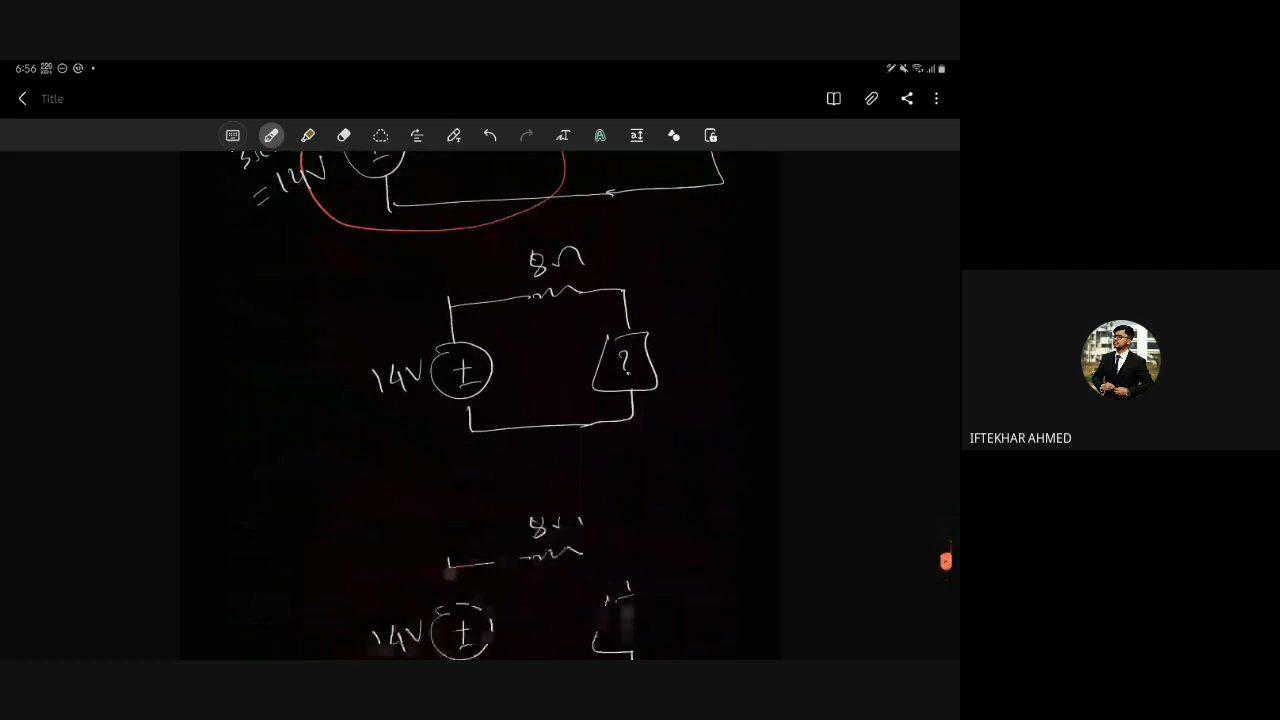 6:56
Title
= 14V
8Ω
14V
+
?
IFTEKHAR AHMED
8Ω
14V
+